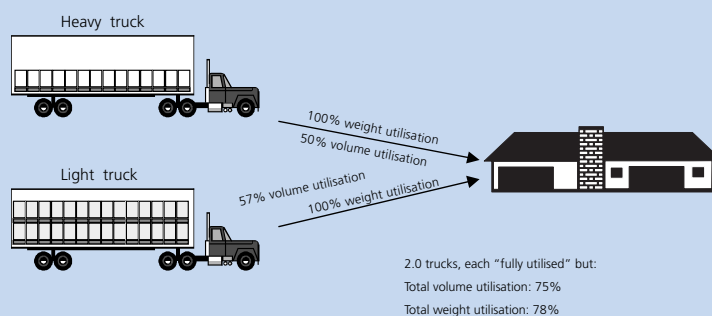 Heavy truck
100% weight utilisation
50% volume utilisation
Light truck
57% volume utilisation
100% weight utilisation
2.0 trucks, each “fully utilised” but:
Total volume utilisation: 75%
Total weight utilisation: 78%